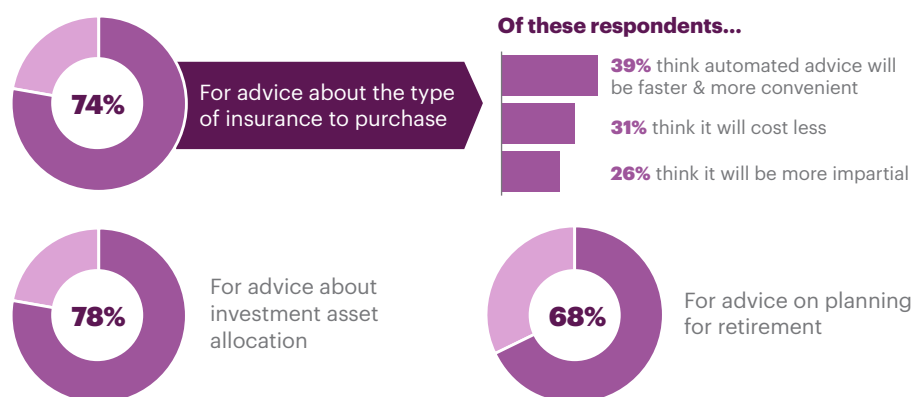 Of these respondents...
74%
For advice about the type
of insurance to purchase
39% think automated advice will
be faster & more convenient
31% think it will cost less
26% think it will be more impartial
78%
For advice about
investment asset
allocation
68%
For advice on planning
for retirement